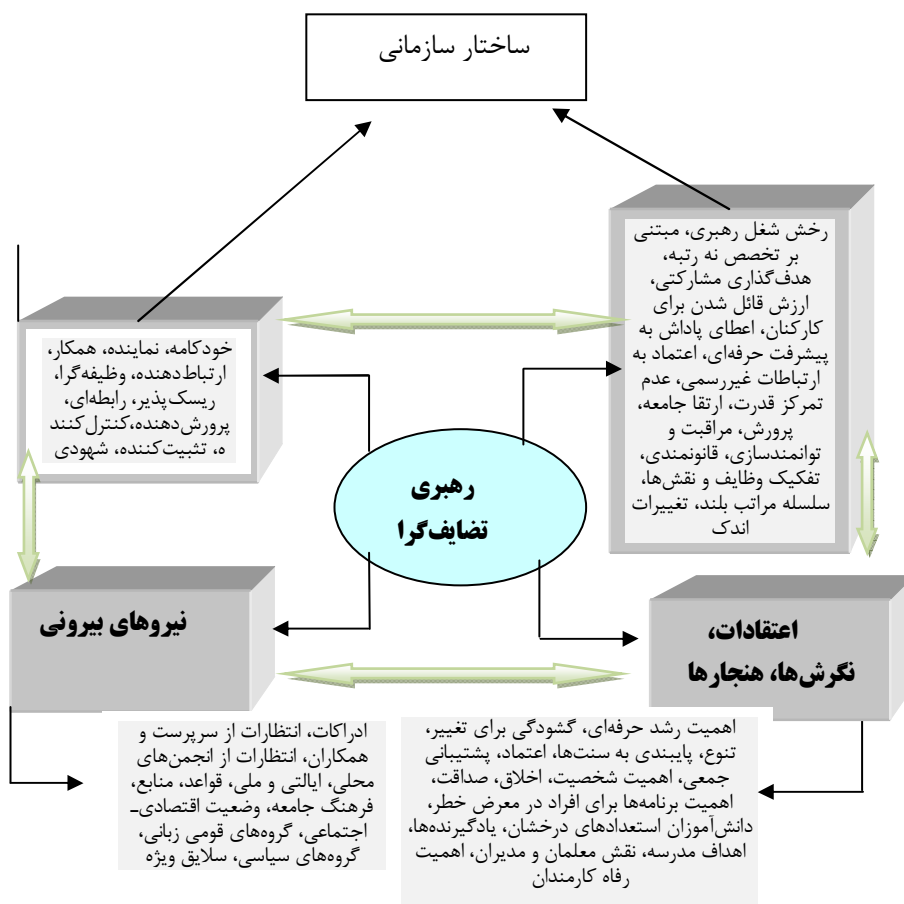 ساختار سازمانی
رخش شغل رهبری، مبتنی
بر تخصص نه رتبه،
هدف‌گذاری مشارکتی،
ارزش قائل شدن برای
کارکنان، اعطای پاداش به
پیشرفت حرفه‌ای، اعتماد به
ارتباطات غیررسمی، عدم
تمرکز قدرت، ارتقا جامعه،
پرورش، مراقبت و
توانمندسازی، قانونمندی،
تفکیک وظایف و نقش‌ها،
سلسله مراتب بلند، تغییرات
اندک
خودکامه، نماینده، همکار،
ارتباط‌دهنده، وظیفه‌گرا،
ریسک‌پذیر، رابطه‌ای،
پرورش‌دهنده،کنترل‌کنند
ه، تثبیت‌کننده، شهودی
رهبری
تضایف‌گرا
اعتقادات،
نگرش‌ها، هنجارها
نیروهای بیرونی
اهمیت رشد حرفه‌ای، گشودگی برای تغییر،
تنوع، پایبندی به سنت‌ها، اعتماد، پشتیبانی
جمعی، اهمیت شخصیت، اخلاق، صداقت،
اهمیت برنامه‌ها برای افراد در معرض خطر،
دانش‌آموزان استعدادهای درخشان، یادگیرنده‌ها،
اهداف مدرسه، نقش معلمان و مدیران، اهمیت
رفاه کارمندان
ادراکات، انتظارات از سرپرست و
همکاران، انتظارات از انجمن‌های
محلی، ایالتی و ملی، قواعد، منابع،
فرهنگ جامعه، وضعیت اقتصادی‌ـ
اجتماعی، گروه‌های قومی زبانی،
گروه‌های سیاسی، سلایق ویژه